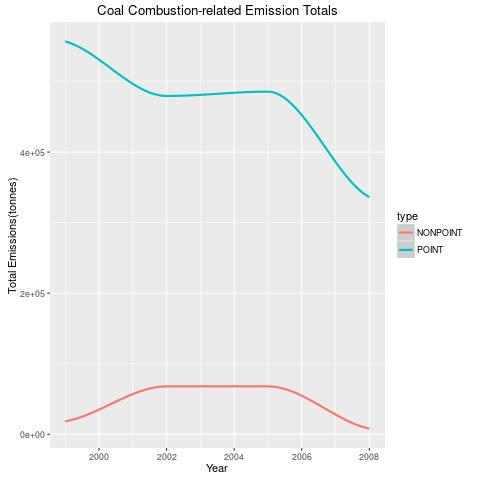 Coal Combustion-related Emission Totals
Total Emissions(tonnes)
4e+05
2e+05
0e+00
2000 2002 2004 2006 2008
Year
type
NONPOINT
POINT